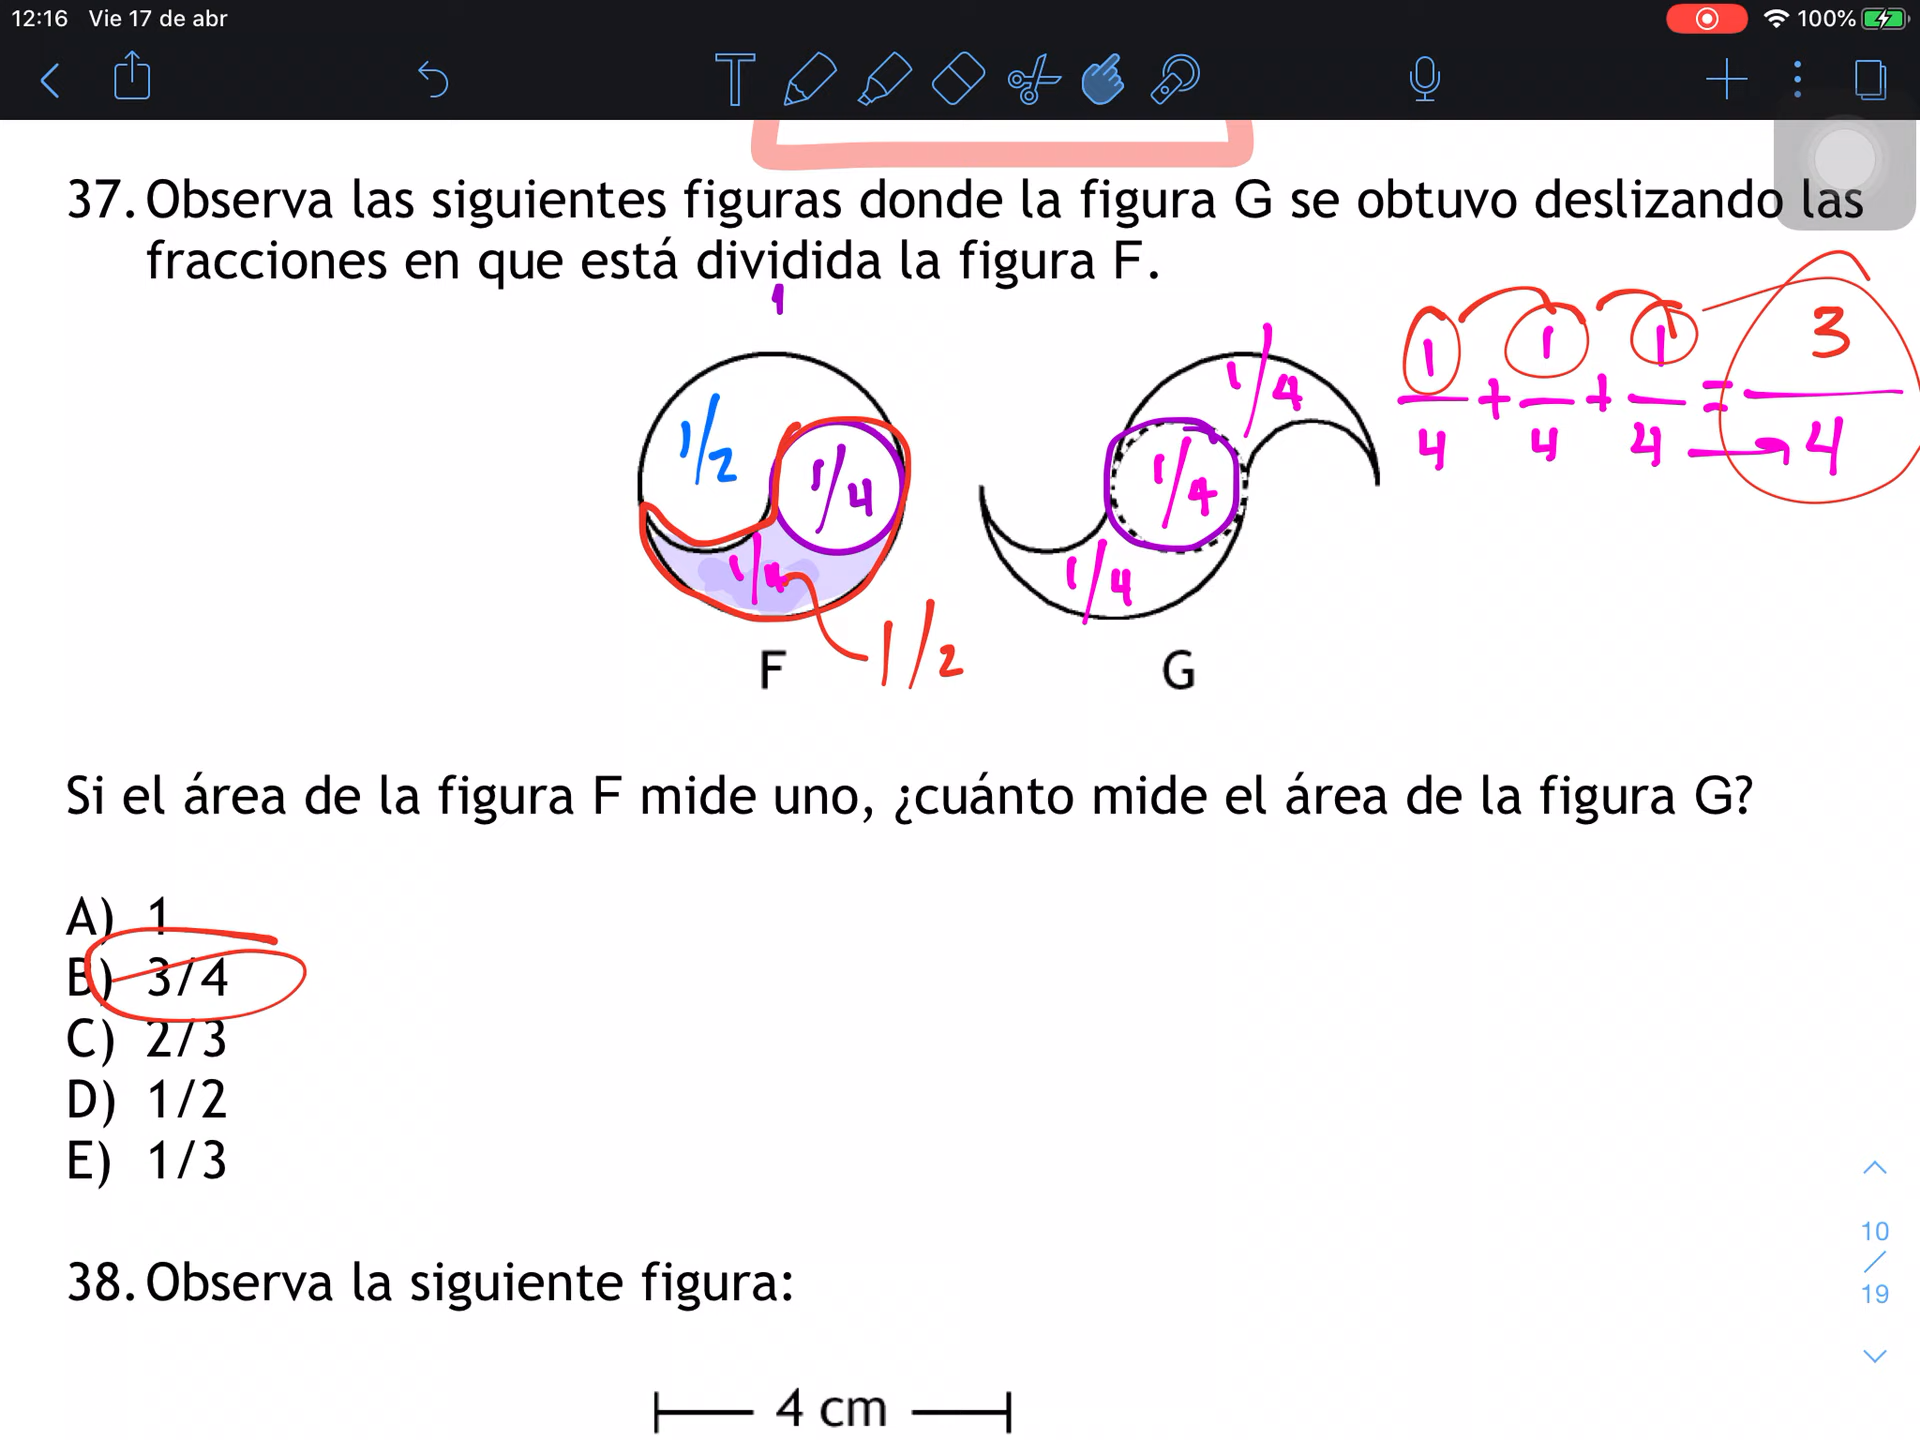 12:16 Vie 17 de abr 100%
37. Observa las siguientes figuras donde la figura G se obtuvo deslizando las
fracciones en que está dividida la figura F.
1
1/2 1/4 1/4 1/2
F
1/4 1/4 1/4
G
1/4 + 1/4 + 1/4 = 3/4
Si el área de la figura F mide uno, ¿cuánto mide el área de la figura G?
A) 1
B) 3/4
C) 2/3
D) 1/2
E) 1/3
38. Observa la siguiente figura:
4 cm
10
/
19